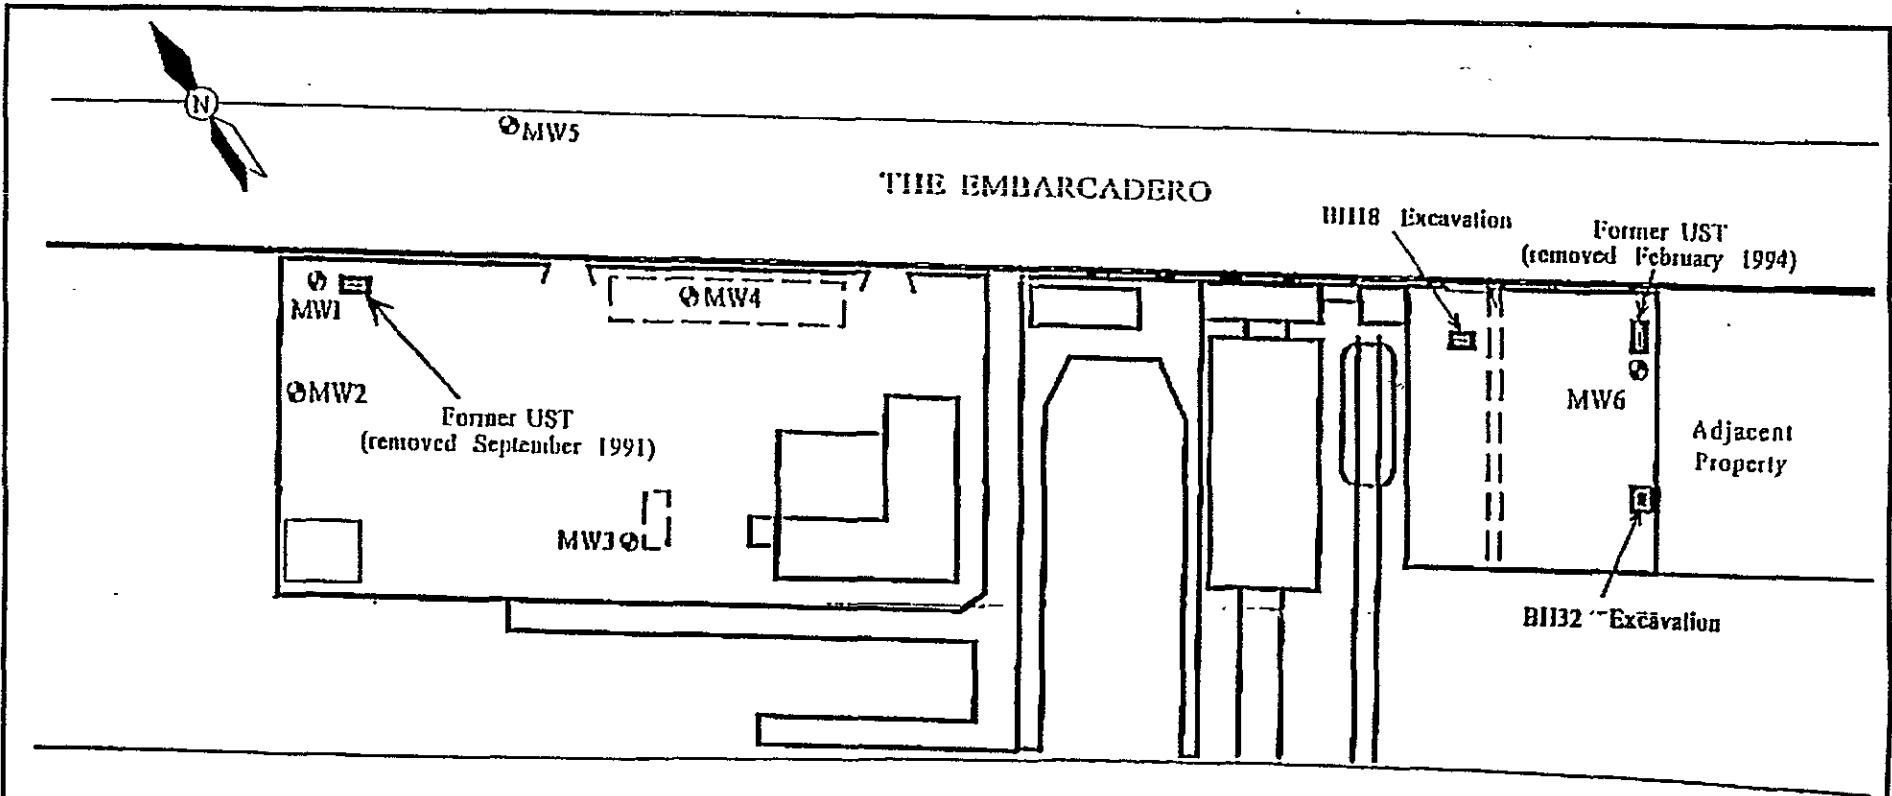 N
MW5
THE EMBARCADERO
BH18 Excavation
Former UST
(removed February 1994)
MW1
MW4
MW2
Former UST
(removed September 1991)
MW6
Adjacent
Property
MW3
BH32 Excavation